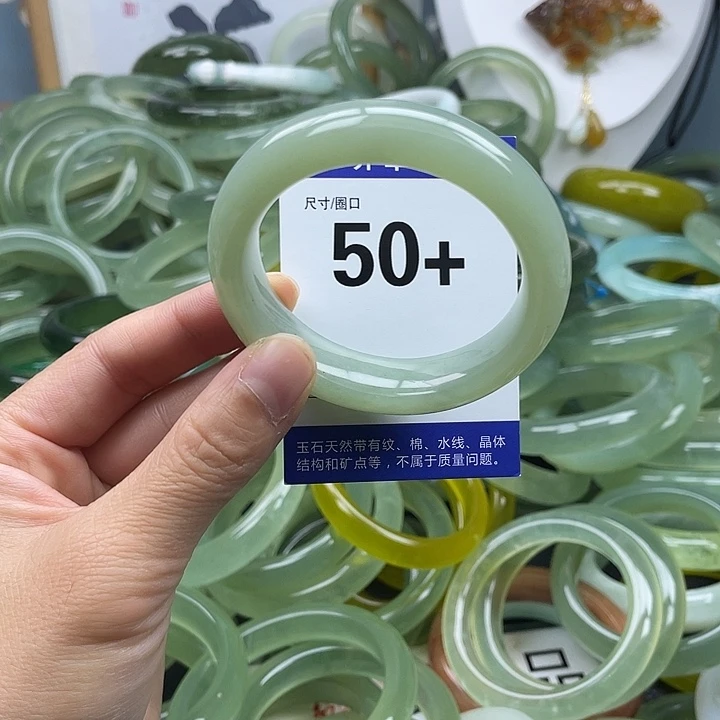 尺寸/圈口
50+
玉石天然带有纹、棉、水线、晶体
结构和矿点等，不属于质量问题。